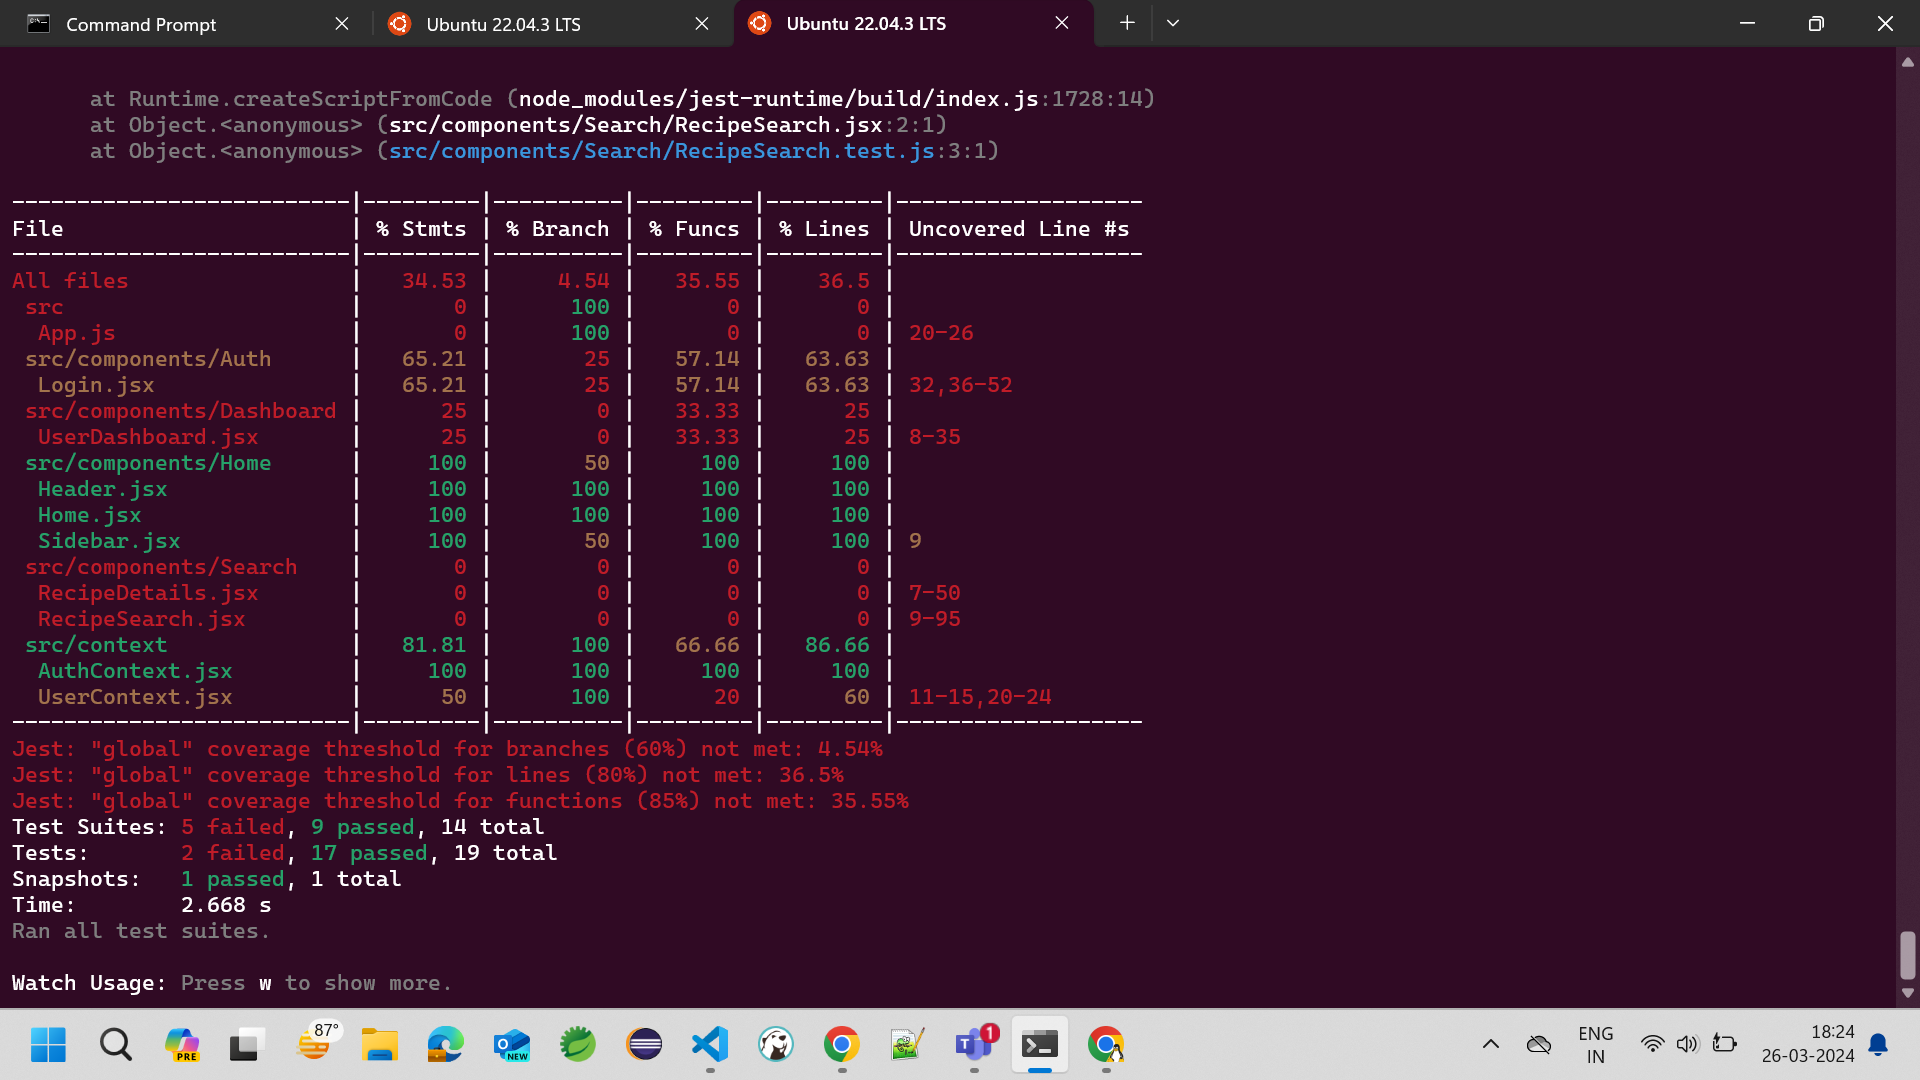 Command Prompt
Ubuntu 22.04.3 LTS
Ubuntu 22.04.3 LTS
at Runtime.createScriptFromCode (node_modules/jest-runtime/build/index.js:1728:14)
at Object.<anonymous> (src/components/Search/RecipeSearch.jsx:2:1)
at Object.<anonymous> (src/components/Search/RecipeSearch.test.js:3:1)
--------------------------|---------|----------|---------|---------|-------------------
File | % Stmts | % Branch | % Funcs | % Lines | Uncovered Line #s
--------------------------|---------|----------|---------|---------|-------------------
All files | 34.53 | 4.54 | 35.55 | 36.5 |
src | 0 | 100 | 0 | 0 |
App.js | 0 | 100 | 0 | 0 | 20-26
src/components/Auth | 65.21 | 25 | 57.14 | 63.63 |
Login.jsx | 65.21 | 25 | 57.14 | 63.63 | 32,36-52
src/components/Dashboard | 25 | 0 | 33.33 | 25 |
UserDashboard.jsx | 25 | 0 | 33.33 | 25 | 8-35
src/components/Home | 100 | 50 | 100 | 100 |
Header.jsx | 100 | 100 | 100 | 100 |
Home.jsx | 100 | 100 | 100 | 100 |
Sidebar.jsx | 100 | 50 | 100 | 100 | 9
src/components/Search | 0 | 0 | 0 | 0 |
RecipeDetails.jsx | 0 | 0 | 0 | 0 | 7-50
RecipeSearch.jsx | 0 | 0 | 0 | 0 | 9-95
src/context | 81.81 | 100 | 66.66 | 86.66 |
AuthContext.jsx | 100 | 100 | 100 | 100 |
UserContext.jsx | 50 | 100 | 20 | 60 | 11-15,20-24
--------------------------|---------|----------|---------|---------|-------------------
Jest: "global" coverage threshold for branches (60%) not met: 4.54%
Jest: "global" coverage threshold for lines (80%) not met: 36.5%
Jest: "global" coverage threshold for functions (85%) not met: 35.55%
Test Suites: 5 failed, 9 passed, 14 total
Tests: 2 failed, 17 passed, 19 total
Snapshots: 1 passed, 1 total
Time: 2.668 s
Ran all test suites.
Watch Usage: Press w to show more.
PRE
87°
NEW
1
ENG
IN
18:24
26-03-2024